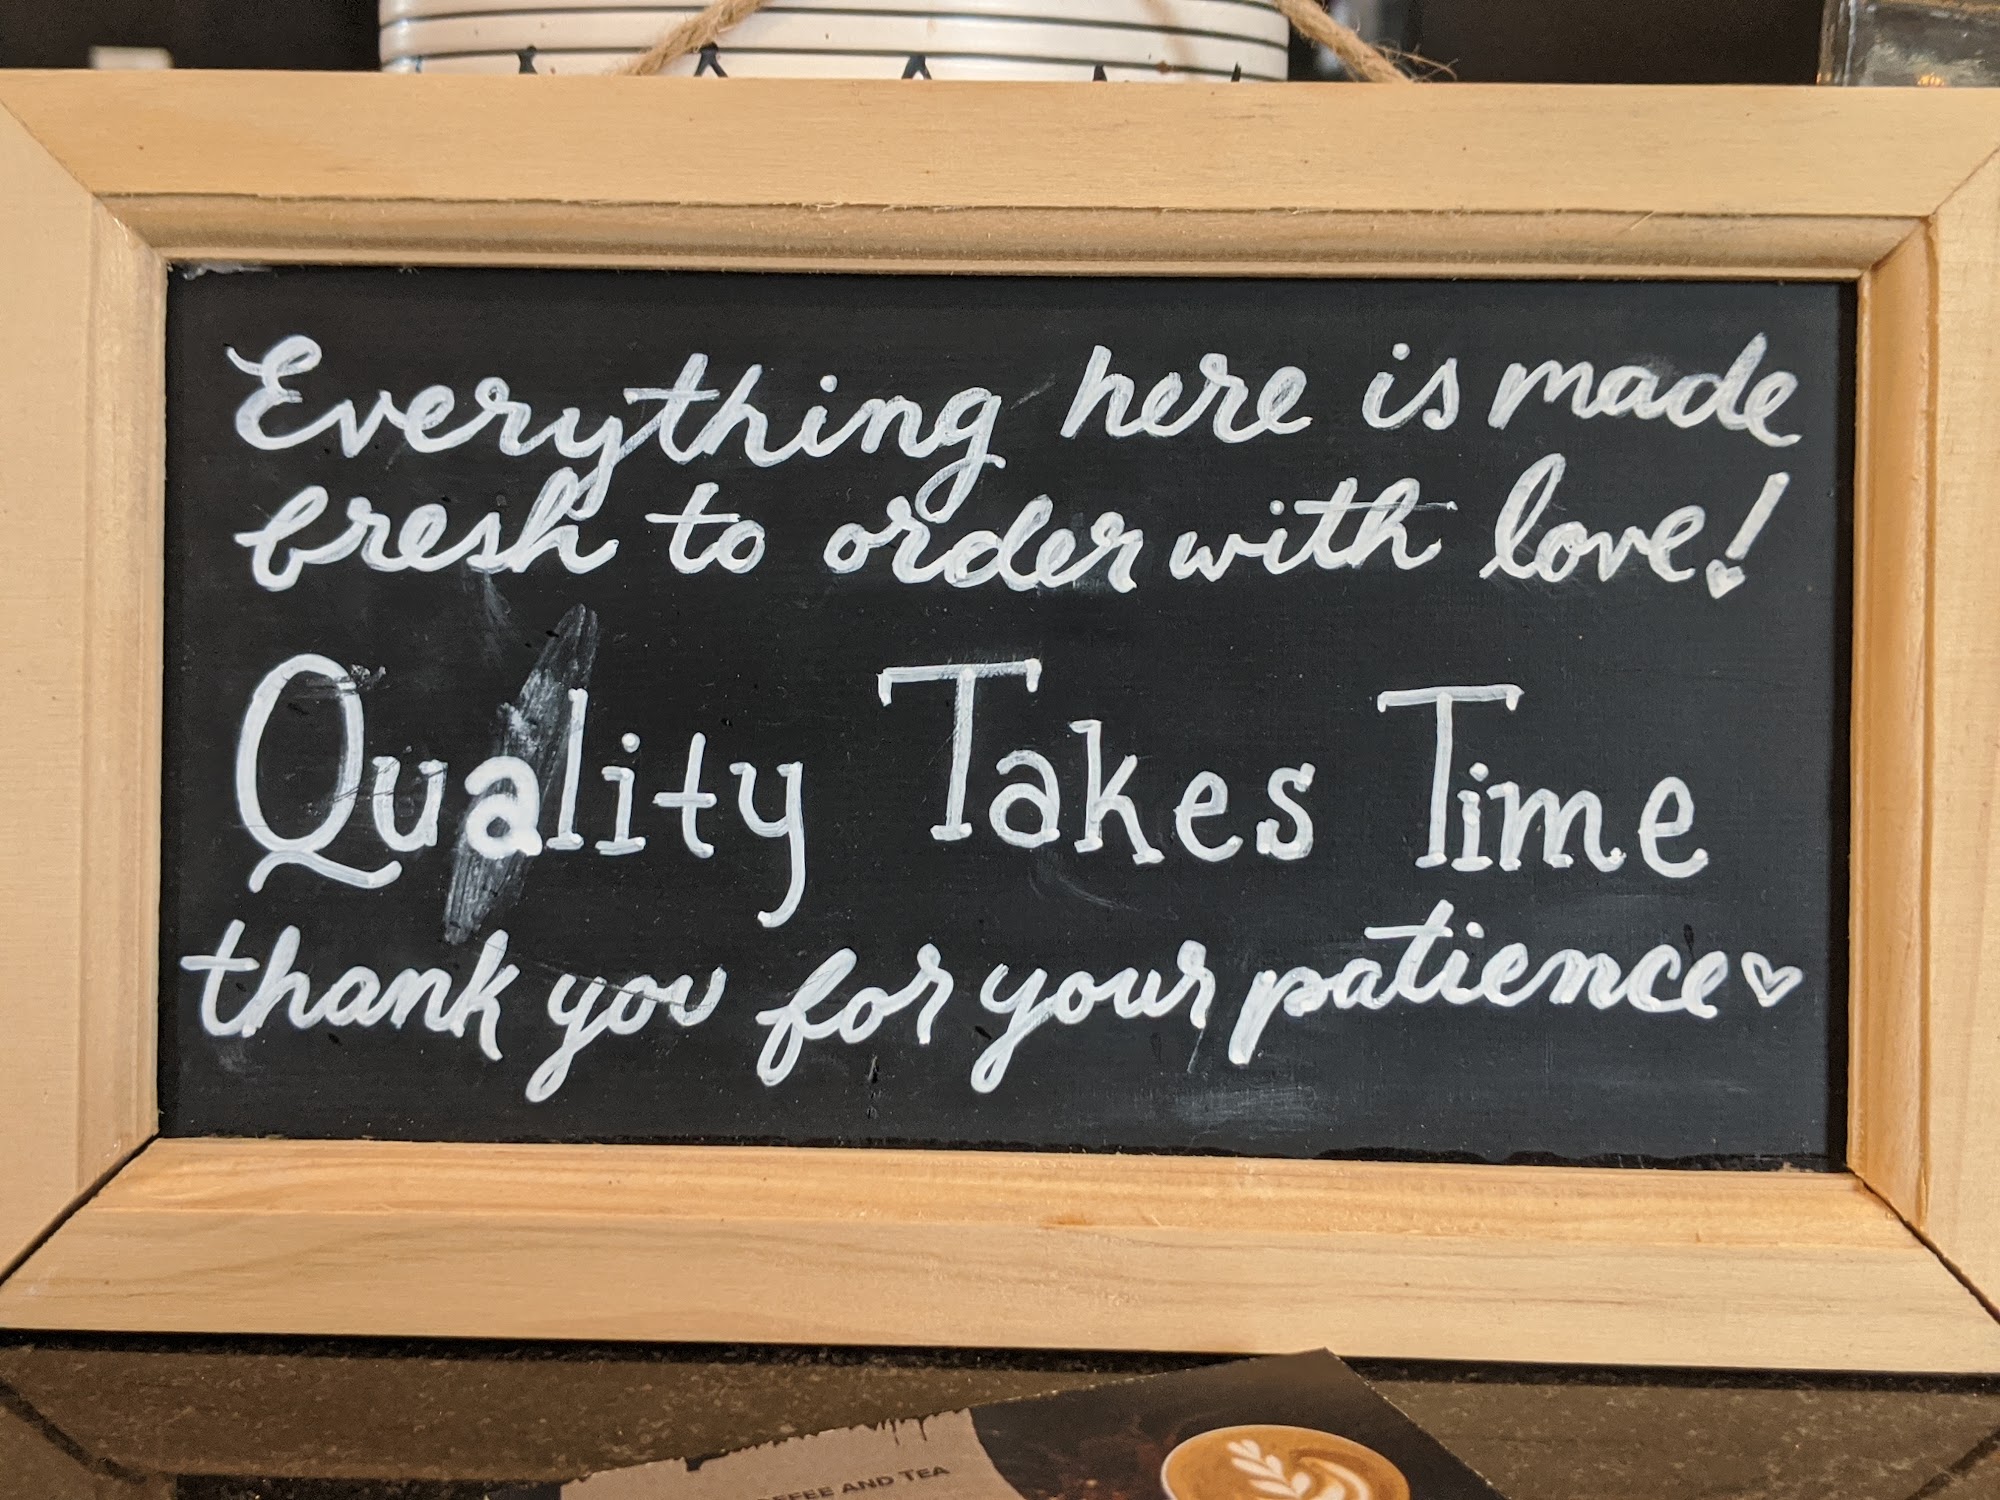 Everything here is made
fresh to order with love!
Quality Takes Time
thank you for your patience ♡
AND TEA